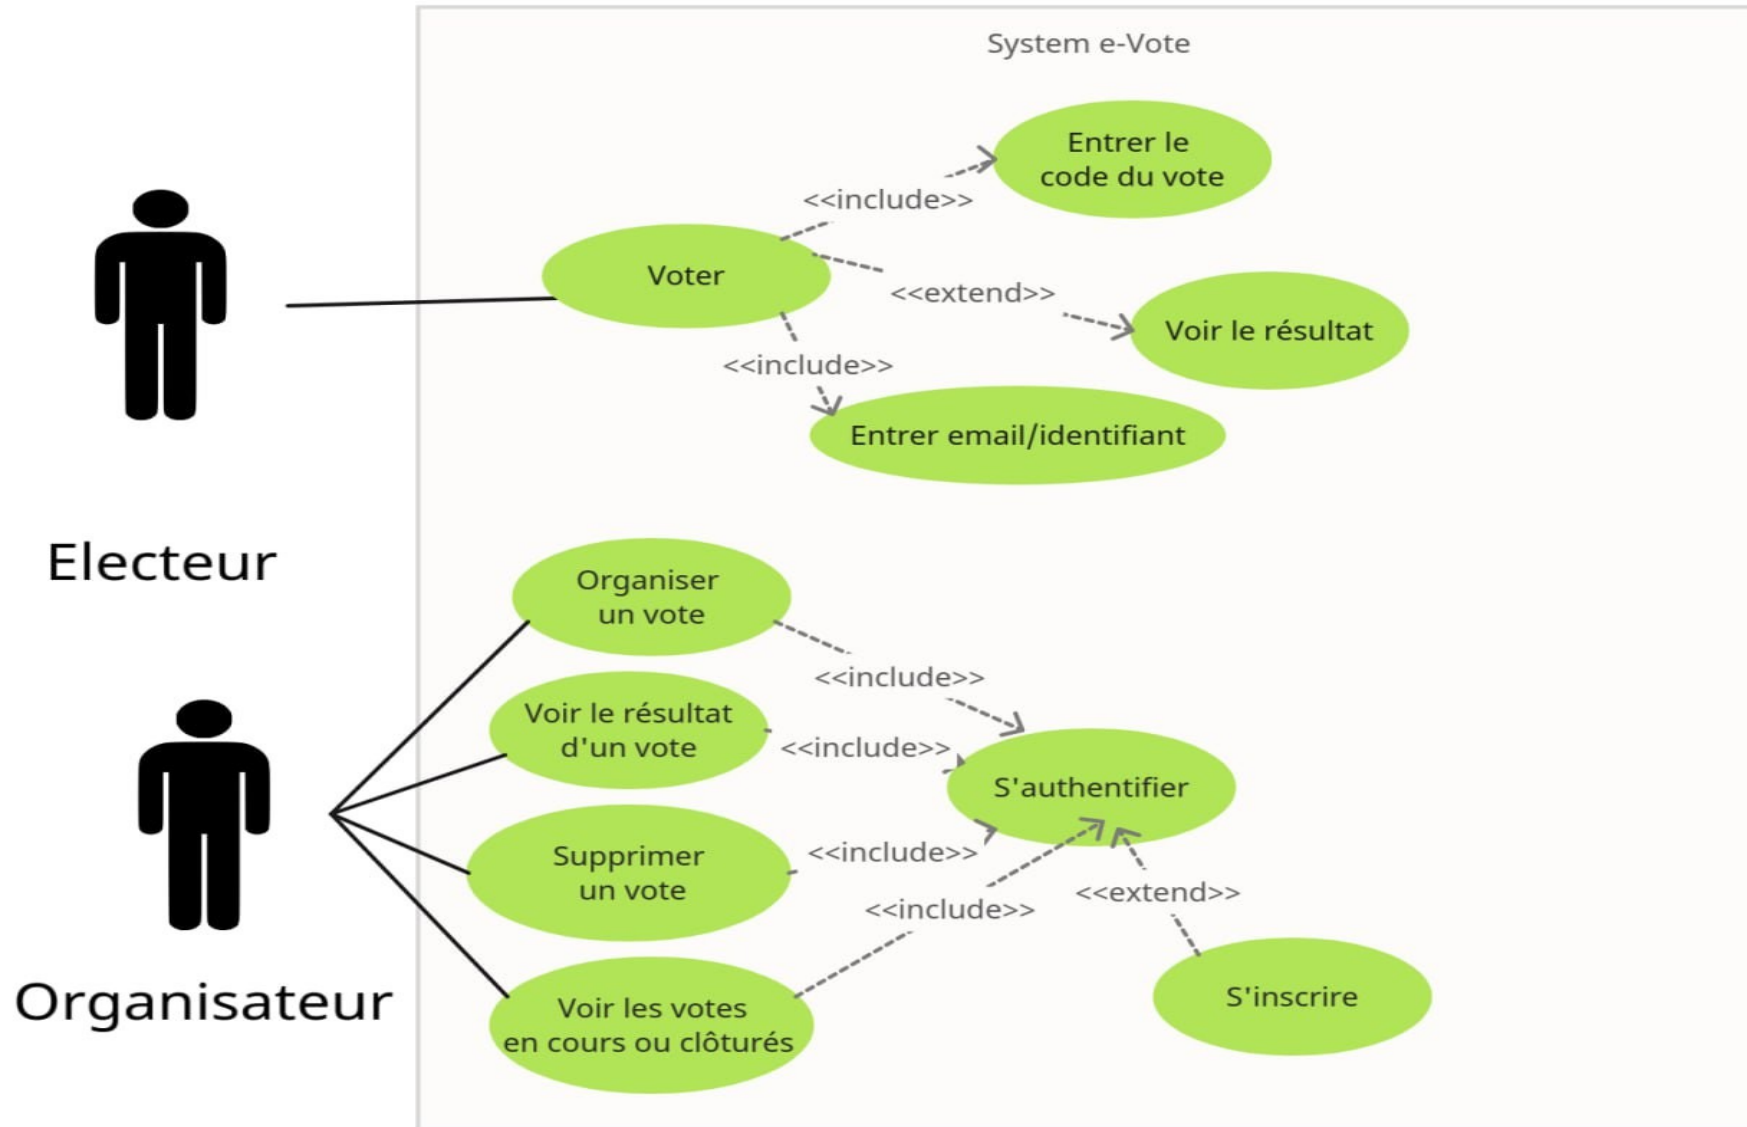 System e-Vote
Entrer le
code du vote
<<include>>
Voter
<<extend>>
Voir le résultat
<<include>>
Entrer email/identifiant
Electeur
Organiser
un vote
<<include>>
Voir le résultat
d'un vote
<<include>>
S'authentifier
Supprimer
un vote
<<include>>
<<extend>>
<<include>>
S'inscrire
Organisateur
Voir les votes
en cours ou clôturés